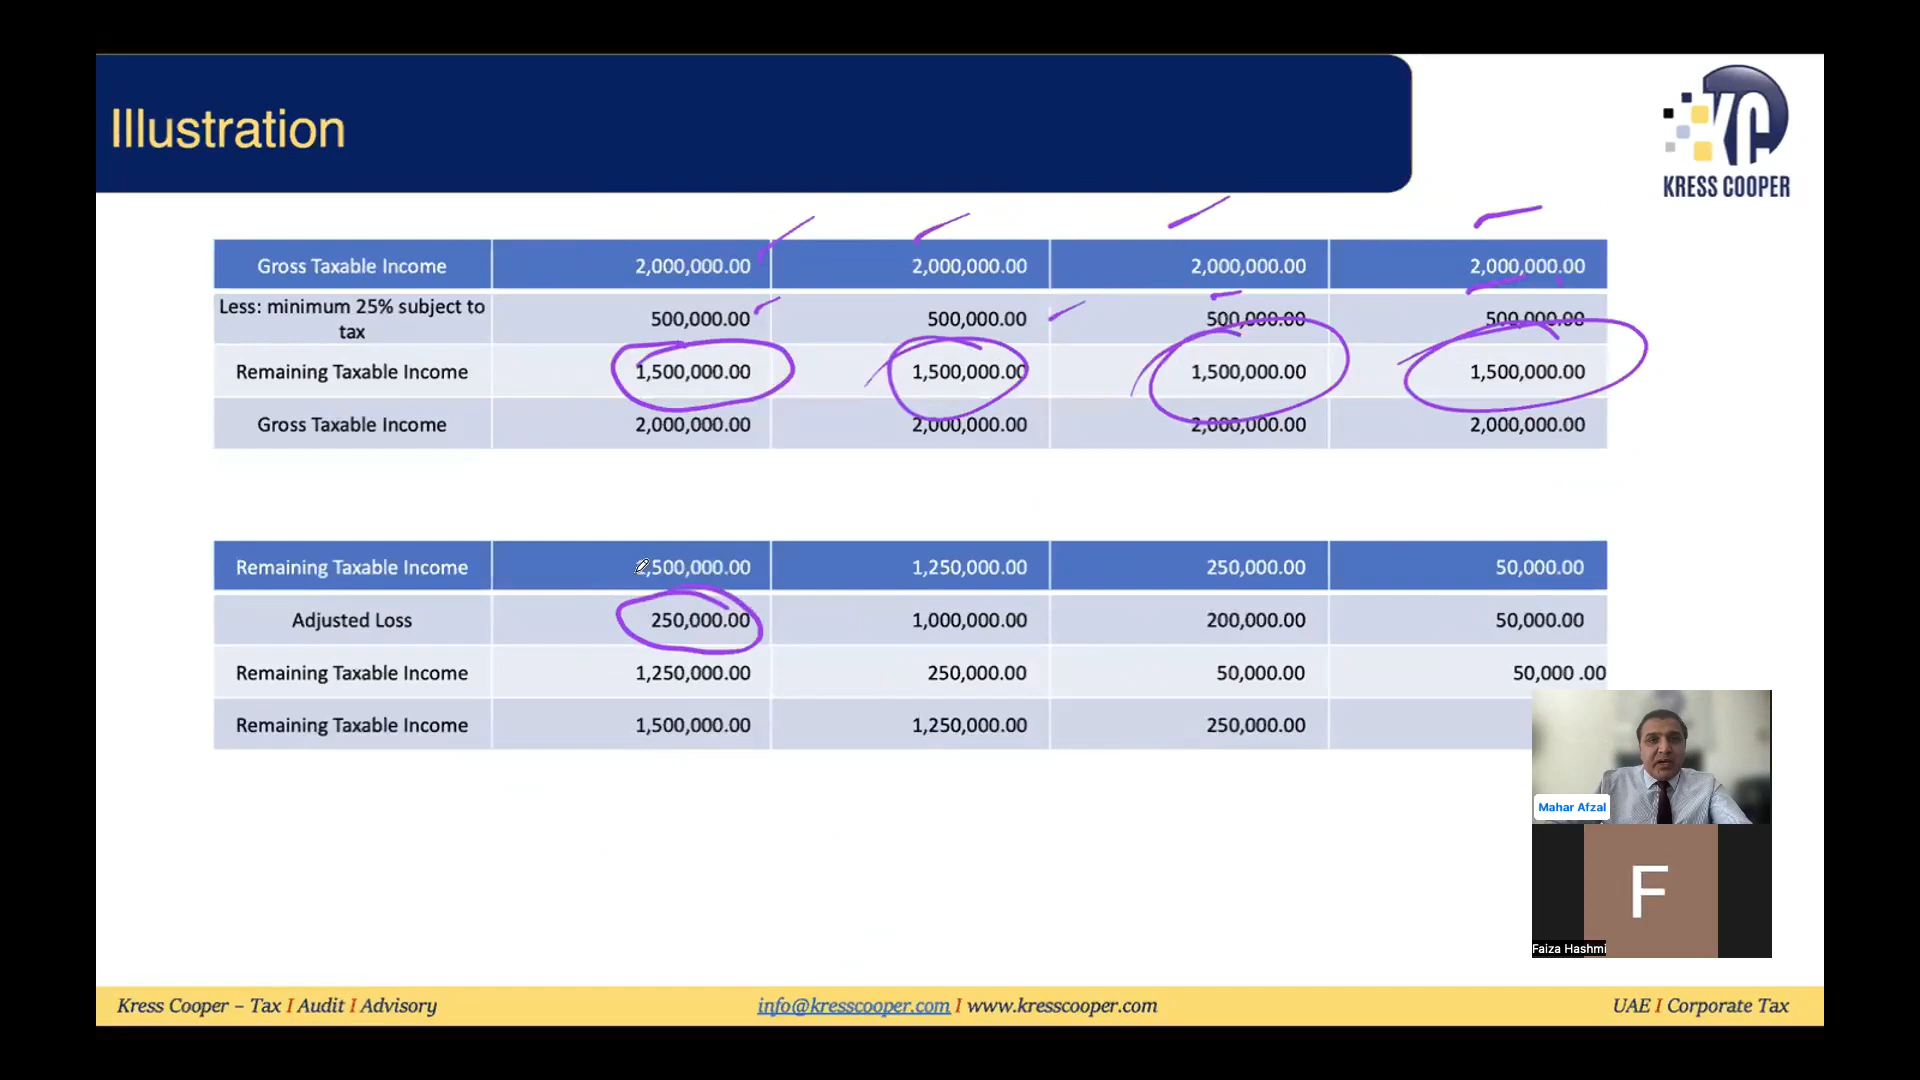 Illustration
KC
KRESS COOPER
Gross Taxable Income 2,000,000.00 2,000,000.00 2,000,000.00 2,000,000.00
Less: minimum 25% subject to tax 500,000.00 500,000.00 500,000.00 500,000.00
Remaining Taxable Income 1,500,000.00 1,500,000.00 1,500,000.00 1,500,000.00
Gross Taxable Income 2,000,000.00 2,000,000.00 2,000,000.00 2,000,000.00
Remaining Taxable Income ,500,000.00 1,250,000.00 250,000.00 50,000.00
Adjusted Loss 250,000.00 1,000,000.00 200,000.00 50,000.00
Remaining Taxable Income 1,250,000.00 250,000.00 50,000.00 50,000 .00
Remaining Taxable Income 1,500,000.00 1,250,000.00 250,000.00
Mahar Afzal
F
Faiza Hashmi
Kress Cooper – Tax I Audit I Advisory info@kresscooper.com I www.kresscooper.com UAE I Corporate Tax